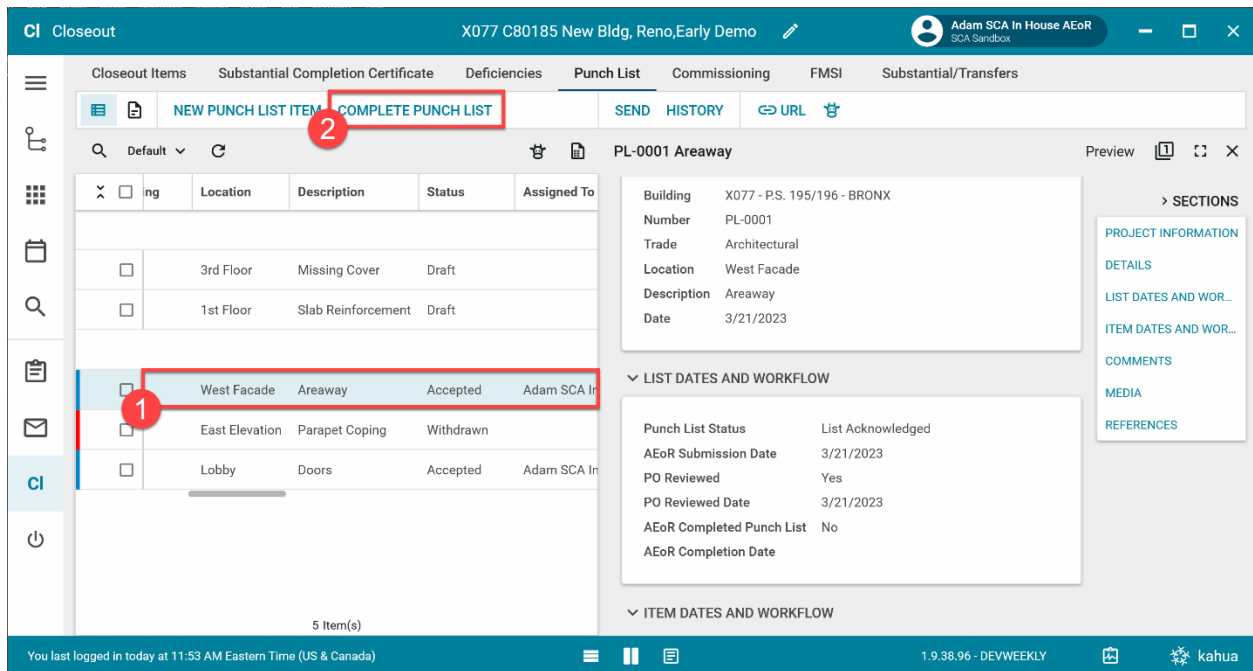 Cl Closeout
X077 C80185 New Bldg, Reno,Early Demo
Adam SCA In House AEoR
SCA Sandbox
Closeout Items Substantial Completion Certificate Deficiencies Punch List Commissioning FMSI Substantial/Transfers
NEW PUNCH LIST ITEM COMPLETE PUNCH LIST SEND HISTORY URL
2
Default
PL-0001 Areaway
Preview 1
ing Location Description Status Assigned To
3rd Floor Missing Cover Draft
1st Floor Slab Reinforcement Draft
West Facade Areaway Accepted Adam SCA In
1
East Elevation Parapet Coping Withdrawn
Lobby Doors Accepted Adam SCA In
5 Item(s)
Building X077 - P.S. 195/196 - BRONX
Number PL-0001
Trade Architectural
Location West Facade
Description Areaway
Date 3/21/2023
LIST DATES AND WORKFLOW
Punch List Status List Acknowledged
AEoR Submission Date 3/21/2023
PO Reviewed Yes
PO Reviewed Date 3/21/2023
AEoR Completed Punch List No
AEoR Completion Date
ITEM DATES AND WORKFLOW
> SECTIONS
PROJECT INFORMATION
DETAILS
LIST DATES AND WOR...
ITEM DATES AND WOR...
COMMENTS
MEDIA
REFERENCES
Cl
You last logged in today at 11:53 AM Eastern Time (US & Canada)
1.9.38.96 - DEVWEEKLY
kahua